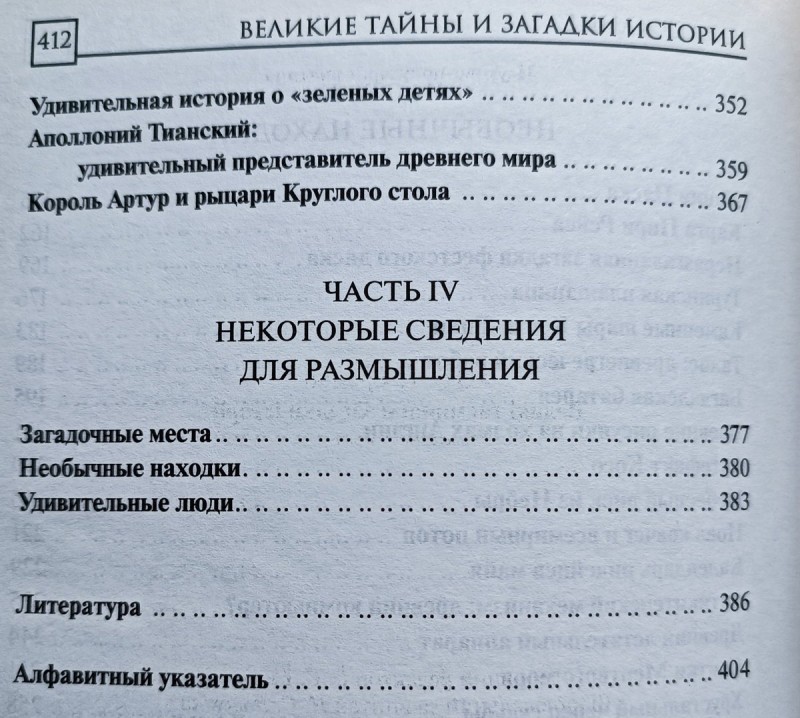 412 ВЕЛИКИЕ ТАЙНЫ И ЗАГАДКИ ИСТОРИИ
Удивительная история о «зеленых детях» .. .. .. .. .. .. .. .. .. .. 352
Аполлоний Тианский:
удивительный представитель древнего мира .. .. .. .. .. .. 359
Король Артур и рыцари Круглого стола .. .. .. .. .. .. .. .. .. .. 367
ЧАСТЬ IV
НЕКОТОРЫЕ СВЕДЕНИЯ
ДЛЯ РАЗМЫШЛЕНИЯ
Загадочные места .. .. .. .. .. .. .. .. .. .. .. .. .. .. .. .. .. .. .. 377
Необычные находки .. .. .. .. .. .. .. .. .. .. .. .. .. .. .. .. .. .. 380
Удивительные люди .. .. .. .. .. .. .. .. .. .. .. .. .. .. .. .. .. .. 383
Литература .. .. .. .. .. .. .. .. .. .. .. .. .. .. .. .. .. .. .. .. .. 386
Алфавитный указатель .. .. .. .. .. .. .. .. .. .. .. .. .. .. .. .. .. 404